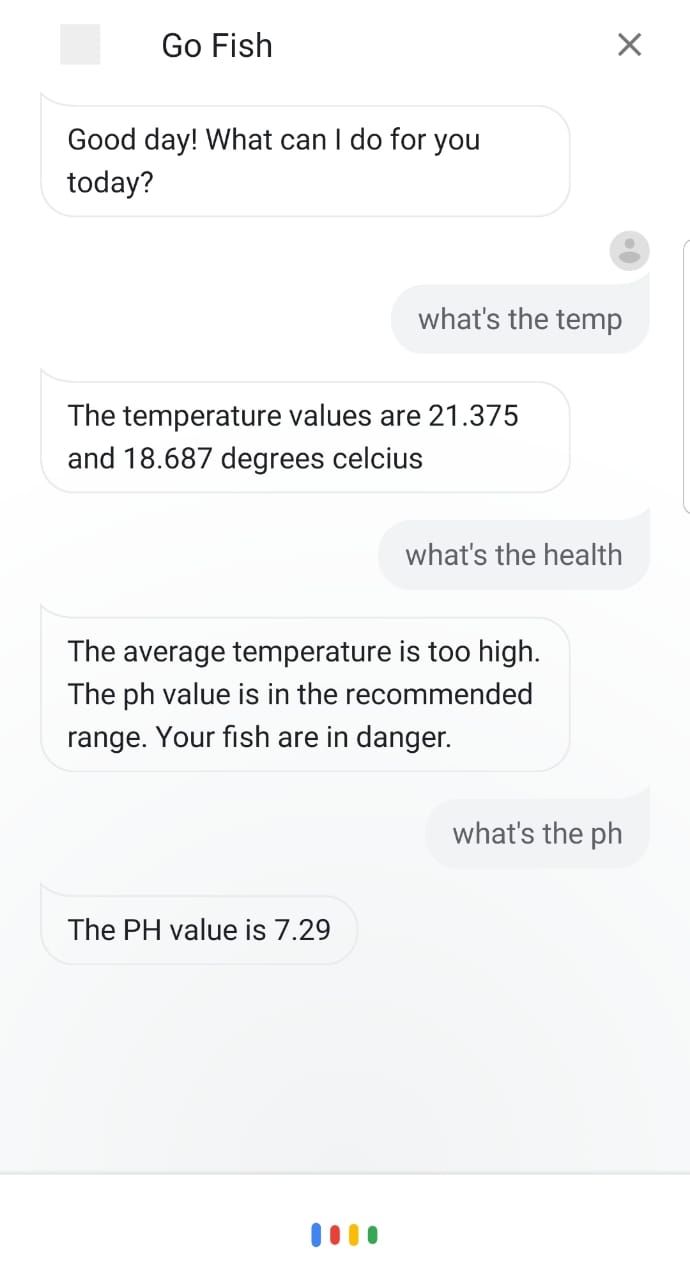 Go Fish
Good day! What can I do for you
today?
what's the temp
The temperature values are 21.375
and 18.687 degrees celcius
what's the health
The average temperature is too high.
The ph value is in the recommended
range. Your fish are in danger.
what's the ph
The PH value is 7.29